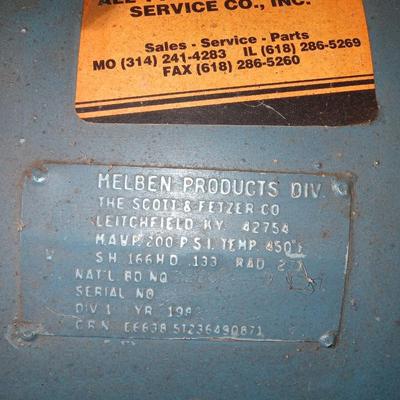 SERVICE CO., INC.
Sales - Service - Parts
MO (314) 241-4283 IL (618) 286-5269
FAX (618) 286-5260
MELBEN PRODUCTS DIV.
THE SCOTT & FETZER CO
LEITCHFIELD KY. 42754
M.A.W.P. 200 P.S.I. TEMP. 450°F
SH .166 HD .133 RAD
NAT'L BD NO
SERIAL NO
DIV 1 YR.
C.R.N.